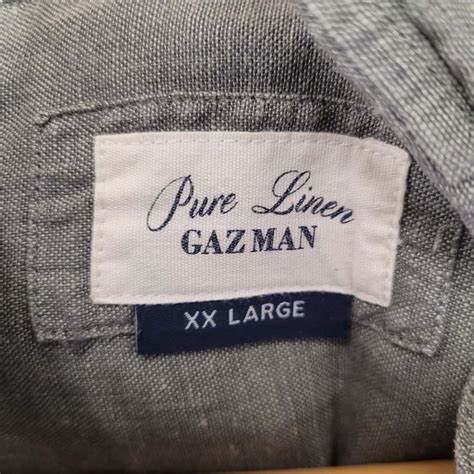 Pure Linen
GAZMAN
XX LARGE